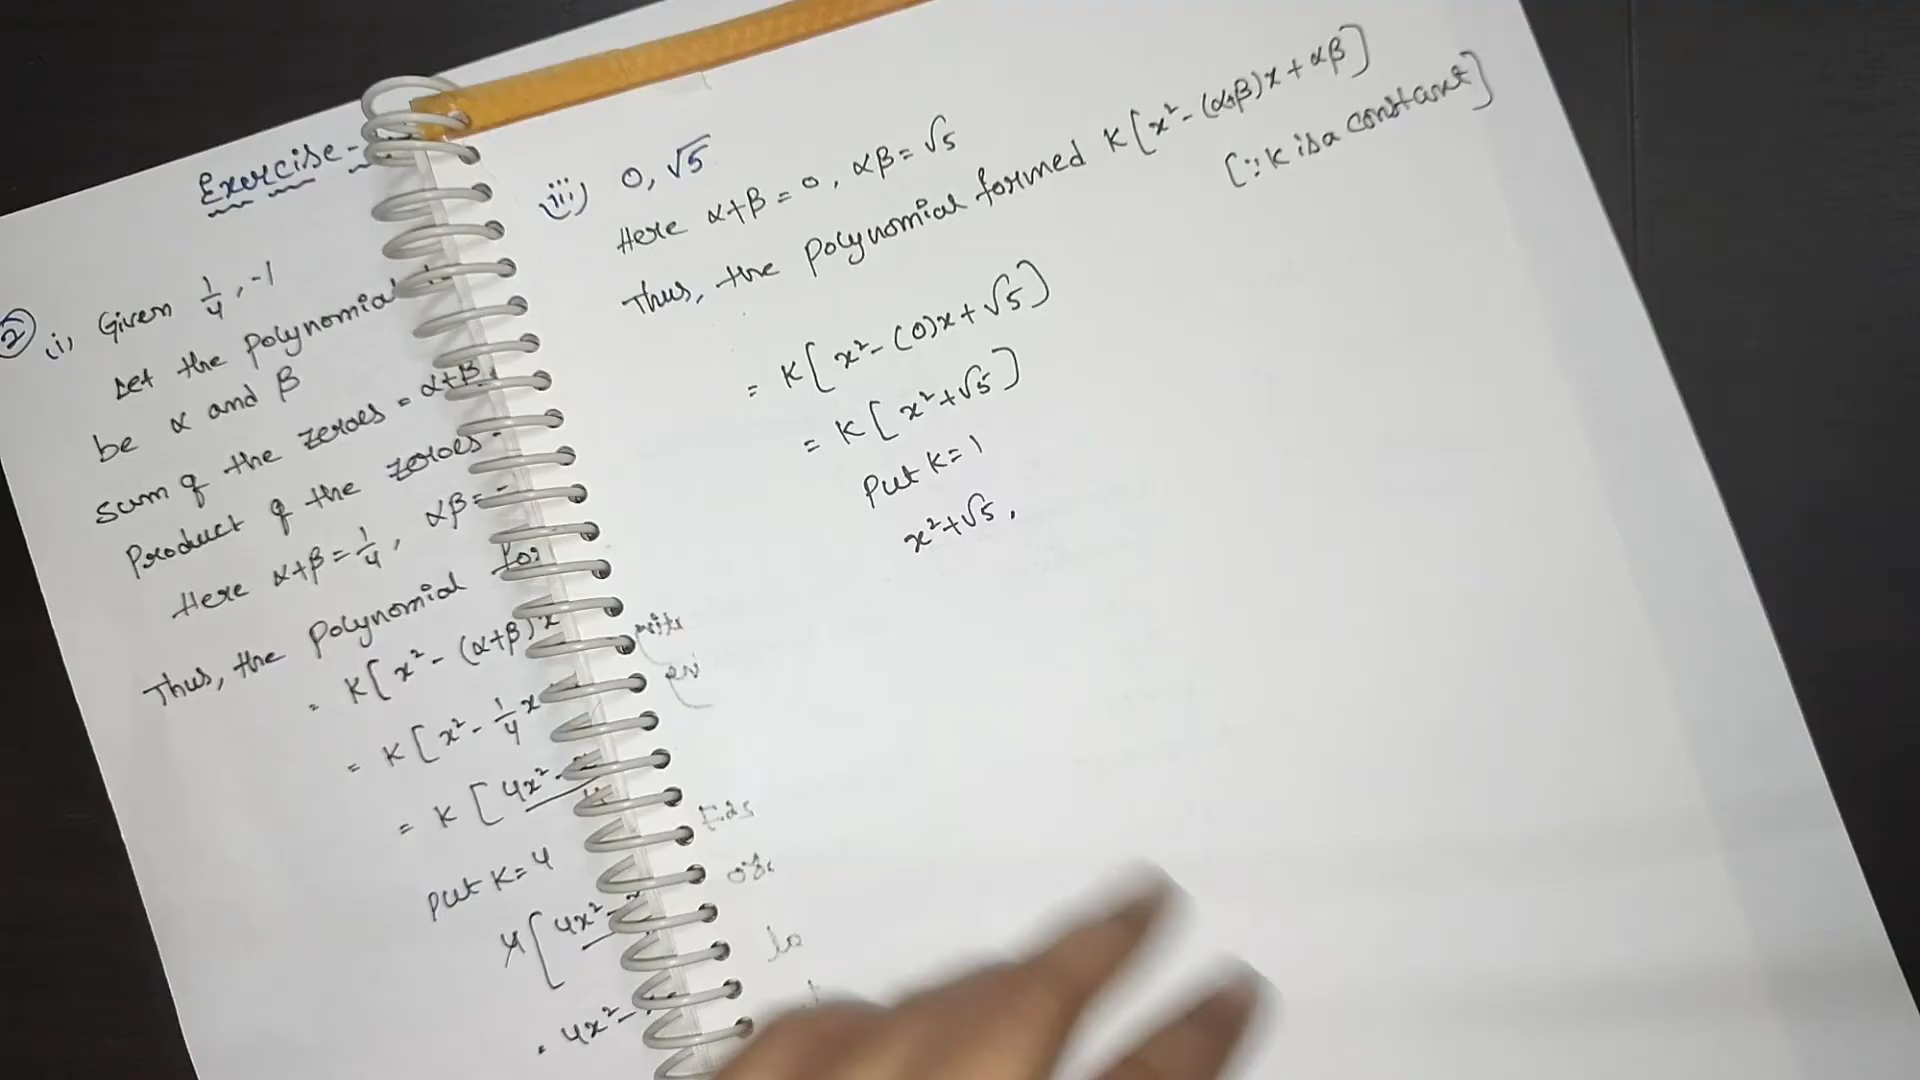 Exercise-
② (i) Given 1/4, -1
Let the polynomial
be α and β
sum of the zeroes = α+β
Product of the zeroes =
Here α+β = 1/4, αβ = -
Thus, the polynomial for
= K[x² - (α+β)x
= K[x² - 1/4 x
= K[4x² -
put K=4
4[4x² - x
= 4x² -
iii) 0, √5
Here α+β = 0, αβ = √5
Thus, the polynomial formed K[x² - (α+β)x + αβ]
[∵ K is a constant]
= K[x² - (0)x + √5]
= K[x² + √5]
Put K = 1
x² + √5.